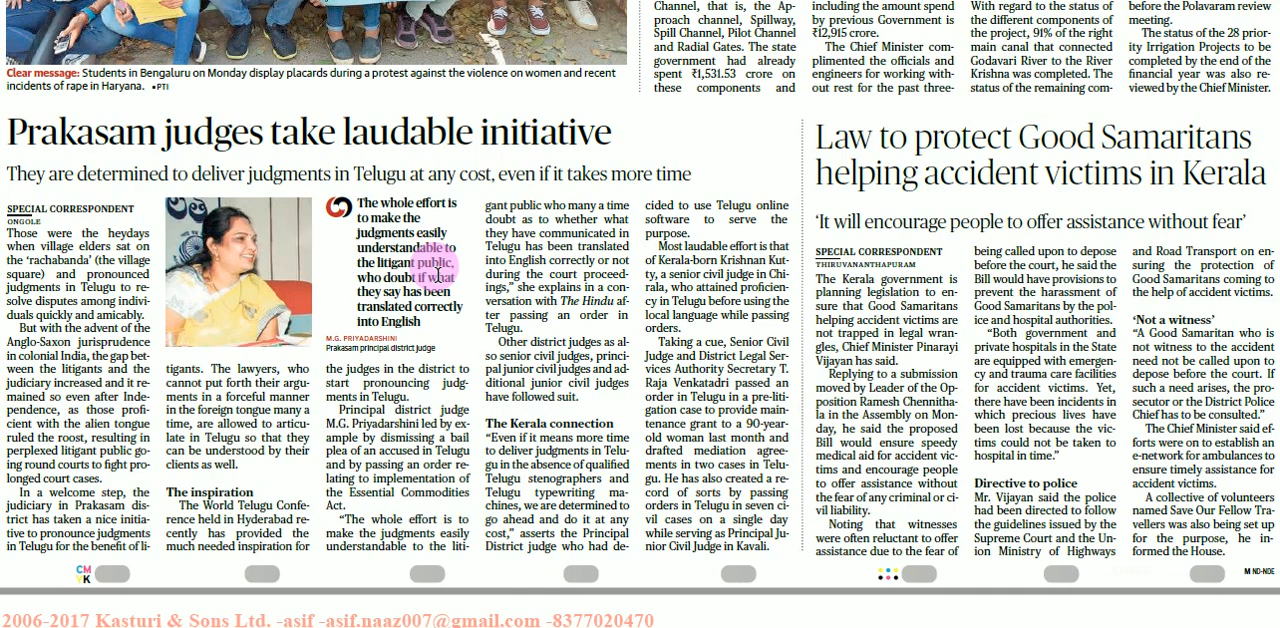 Channel, that is, the Ap-
proach channel, Spillway,
Spill Channel, Pilot Channel
and Radial Gates. The state
government had already
spent ₹1,531.53 crore on
these components and
including the amount spend
by previous Government is
₹12,915 crore.
The Chief Minister com-
plimented the officials and
engineers for working with-
out rest for the past three-
With regard to the status of
the different components of
the project, 91% of the right
main canal that connected
Godavari River to the River
Krishna was completed. The
status of the remaining com-
before the Polavaram review
meeting.
The status of the 28 prior-
ity Irrigation Projects to be
completed by the end of the
financial year was also re-
viewed by the Chief Minister.
Clear message: Students in Bengaluru on Monday display placards during a protest against the violence on women and recent
incidents of rape in Haryana. •PTI
Prakasam judges take laudable initiative
They are determined to deliver judgments in Telugu at any cost, even if it takes more time
SPECIAL CORRESPONDENT
ONGOLE
Those were the heydays
when village elders sat on
the ‘rachabanda’ (the village
square) and pronounced
judgments in Telugu to re-
solve disputes among indivi-
duals quickly and amicably.
But with the advent of the
Anglo-Saxon jurisprudence
in colonial India, the gap bet-
ween the litigants and the
judiciary increased and it re-
mained so even after Inde-
pendence, as those profi-
cient with the alien tongue
ruled the roost, resulting in
perplexed litigant public go-
ing round courts to fight pro-
longed court cases.
In a welcome step, the
judiciary in Prakasam dis-
trict has taken a nice initia-
tive to pronounce judgments
in Telugu for the benefit of li-
tigants. The lawyers, who
cannot put forth their argu-
ments in a forceful manner
in the foreign tongue many a
time, are allowed to articu-
late in Telugu so that they
can be understood by their
clients as well.
The inspiration
The World Telugu Confe-
rence held in Hyderabad re-
cently has provided the
much needed inspiration for
The whole effort is
to make the
judgments easily
understandable to
the litigant public,
who doubt if what
they say has been
translated correctly
into English
M.G. PRIYADARSHINI
Prakasam principal district judge
the judges in the district to
start pronouncing judg-
ments in Telugu.
Principal district judge
M.G. Priyadarshini led by ex-
ample by dismissing a bail
plea of an accused in Telugu
and by passing an order re-
lating to implementation of
the Essential Commodities
Act.
“The whole effort is to
make the judgments easily
understandable to the liti-
gant public who many a time
doubt as to whether what
they have communicated in
Telugu has been translated
into English correctly or not
during the court proceed-
ings,” she explains in a con-
versation with The Hindu af-
ter passing an order in
Telugu.
Other district judges as al-
so senior civil judges, princi-
pal junior civil judges and ad-
ditional junior civil judges
have followed suit.
The Kerala connection
“Even if it means more time
to deliver judgments in Telu-
gu in the absence of qualified
Telugu stenographers and
Telugu typewriting ma-
chines, we are determined to
go ahead and do it at any
cost,” asserts the Principal
District judge who had de-
cided to use Telugu online
software to serve the
purpose.
Most laudable effort is that
of Kerala-born Krishnan Kut-
ty, a senior civil judge in Chi-
rala, who attained proficien-
cy in Telugu before using the
local language while passing
orders.
Taking a cue, Senior Civil
Judge and District Legal Ser-
vices Authority Secretary T.
Raja Venkatadri passed an
order in Telugu in a pre-liti-
gation case to provide main-
tenance grant to a 90-year-
old woman last month and
drafted mediation agree-
ments in two cases in Telu-
gu. He has also created a re-
cord of sorts by passing
orders in Telugu in seven ci-
vil cases on a single day
while serving as Principal Ju-
nior Civil Judge in Kavali.
Law to protect Good Samaritans
helping accident victims in Kerala
‘It will encourage people to offer assistance without fear’
SPECIAL CORRESPONDENT
THIRUVANANTHAPURAM
The Kerala government is
planning legislation to en-
sure that Good Samaritans
helping accident victims are
not trapped in legal wran-
gles, Chief Minister Pinarayi
Vijayan has said.
Replying to a submission
moved by Leader of the Op-
position Ramesh Chennitha-
la in the Assembly on Mon-
day, he said the proposed
Bill would ensure speedy
medical aid for accident vic-
tims and encourage people
to offer assistance without
the fear of any criminal or ci-
vil liability.
Noting that witnesses
were often reluctant to offer
assistance due to the fear of
being called upon to depose
before the court, he said the
Bill would have provisions to
prevent the harassment of
Good Samaritans by the pol-
ice and hospital authorities.
“Both government and
private hospitals in the State
are equipped with emergen-
cy and trauma care facilities
for accident victims. Yet,
there have been incidents in
which precious lives have
been lost because the vic-
tims could not be taken to
hospital in time.”
Directive to police
Mr. Vijayan said the police
had been directed to follow
the guidelines issued by the
Supreme Court and the Un-
ion Ministry of Highways
and Road Transport on en-
suring the protection of
Good Samaritans coming to
the help of accident victims.
‘Not a witness’
“A Good Samaritan who is
not witness to the accident
need not be called upon to
depose before the court. If
such a need arises, the pro-
secutor or the District Police
Chief has to be consulted.”
The Chief Minister said ef-
forts were on to establish an
e-network for ambulances to
ensure timely assistance for
accident victims.
A collective of volunteers
named Save Our Fellow Tra-
vellers was also being set up
for the purpose, he in-
formed the House.
CM
YK
M ND-NDE
2006-2017 Kasturi & Sons Ltd. -asif -asif.naaz007@gmail.com -8377020470